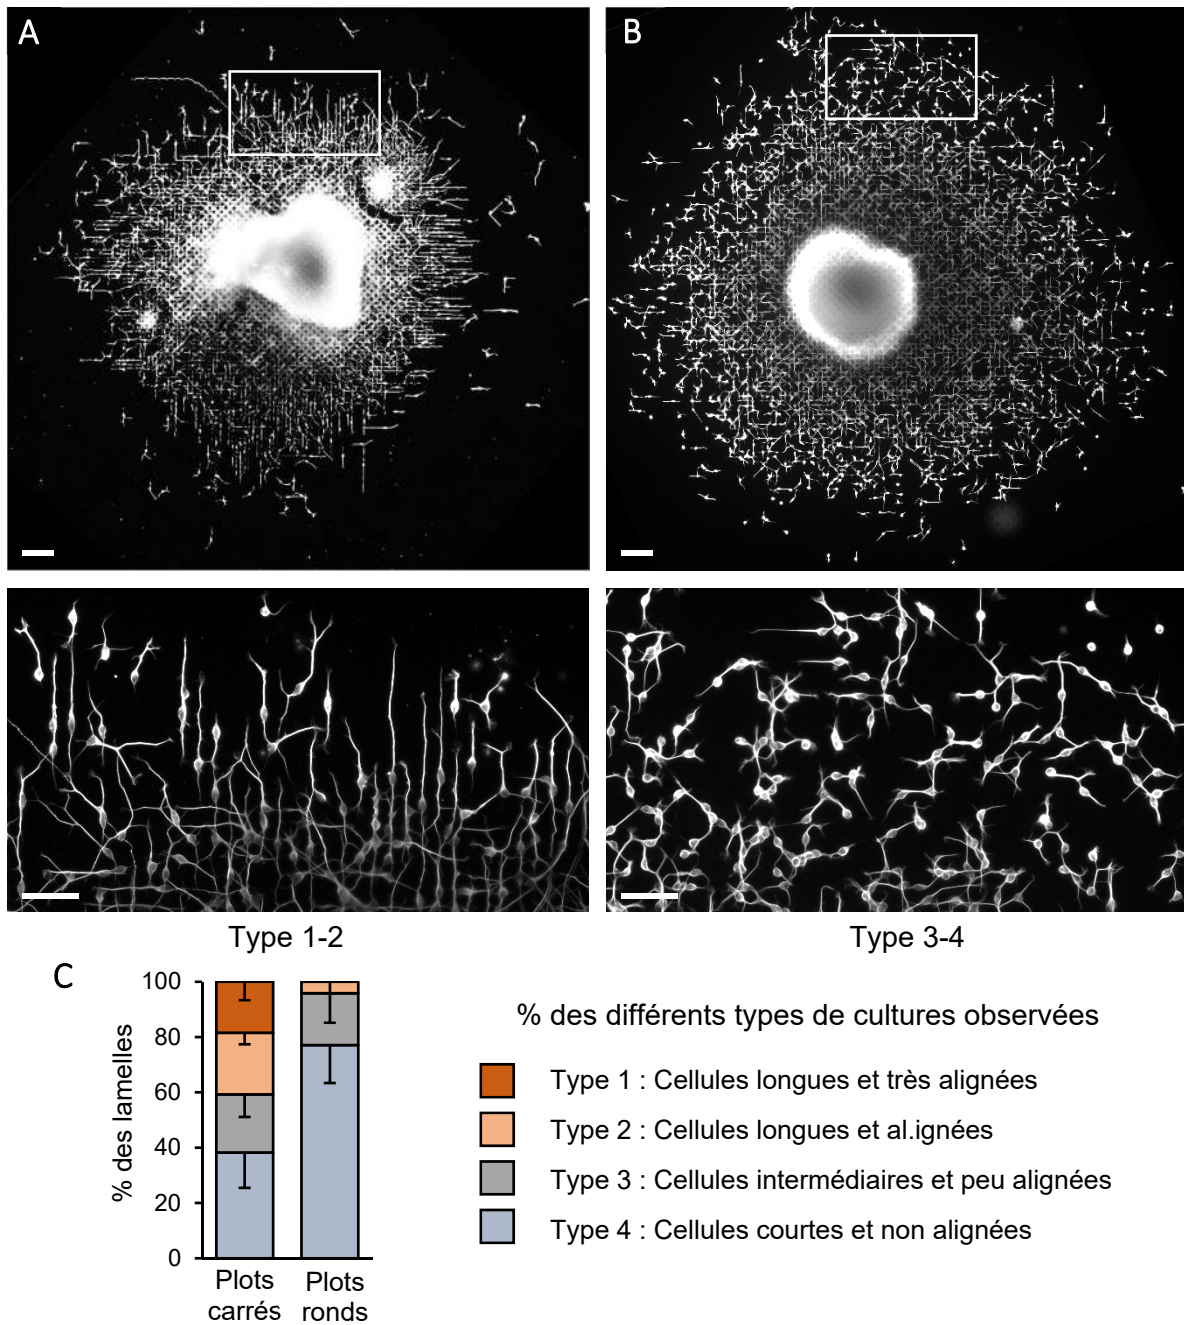 A
B
Type 1-2
Type 3-4
C
% des lamelles
100
80
60
40
20
0
Plots
carrés
Plots
ronds
% des différents types de cultures observées
Type 1 : Cellules longues et très alignées
Type 2 : Cellules longues et al.ignées
Type 3 : Cellules intermédiaires et peu alignées
Type 4 : Cellules courtes et non alignées